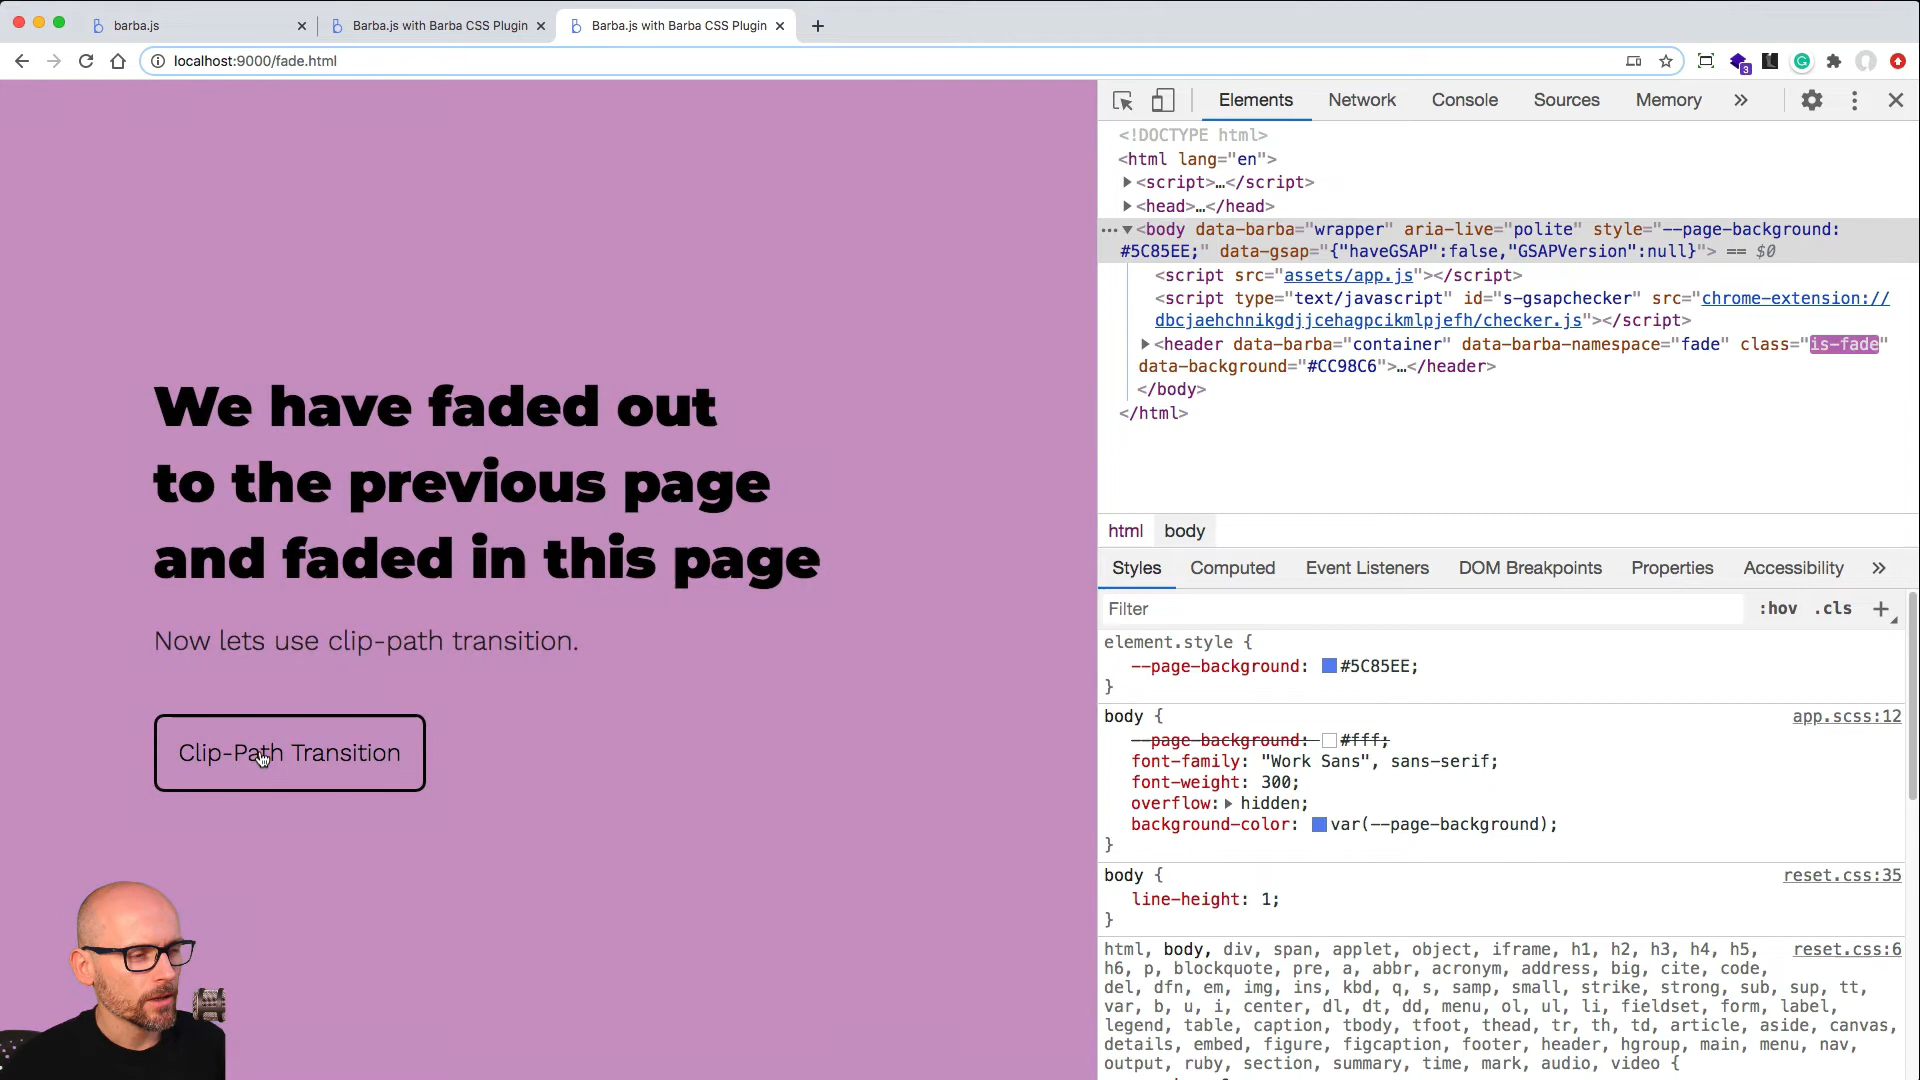 barba.js
Barba.js with Barba CSS Plugin
Barba.js with Barba CSS Plugin
localhost:9000/fade.html
3
We have faded out
to the previous page
and faded in this page
Now lets use clip-path transition.
Clip-Path Transition
Elements Network Console Sources Memory
<!DOCTYPE html>
<html lang="en">
<script>…</script>
<head>…</head>
<body data-barba="wrapper" aria-live="polite" style="--page-background:
#5C85EE;" data-gsap="{"haveGSAP":false,"GSAPVersion":null}"> == $0
<script src="assets/app.js"></script>
<script type="text/javascript" id="s-gsapchecker" src="chrome-extension://
dbcjaehchnikgdjjcehagpcikmlpjefh/checker.js"></script>
<header data-barba="container" data-barba-namespace="fade" class="is-fade"
data-background="#CC98C6">…</header>
</body>
</html>
html body
Styles Computed Event Listeners DOM Breakpoints Properties Accessibility
Filter :hov .cls
element.style {
--page-background: #5C85EE;
}
body { app.scss:12
--page-background: #fff;
font-family: "Work Sans", sans-serif;
font-weight: 300;
overflow: hidden;
background-color: var(--page-background);
}
body { reset.css:35
line-height: 1;
}
html, body, div, span, applet, object, iframe, h1, h2, h3, h4, h5, reset.css:6
h6, p, blockquote, pre, a, abbr, acronym, address, big, cite, code,
del, dfn, em, img, ins, kbd, q, s, samp, small, strike, strong, sub, sup, tt,
var, b, u, i, center, dl, dt, dd, menu, ol, ul, li, fieldset, form, label,
legend, table, caption, tbody, tfoot, thead, tr, th, td, article, aside, canvas,
details, embed, figure, figcaption, footer, header, hgroup, main, menu, nav,
output, ruby, section, summary, time, mark, audio, video {